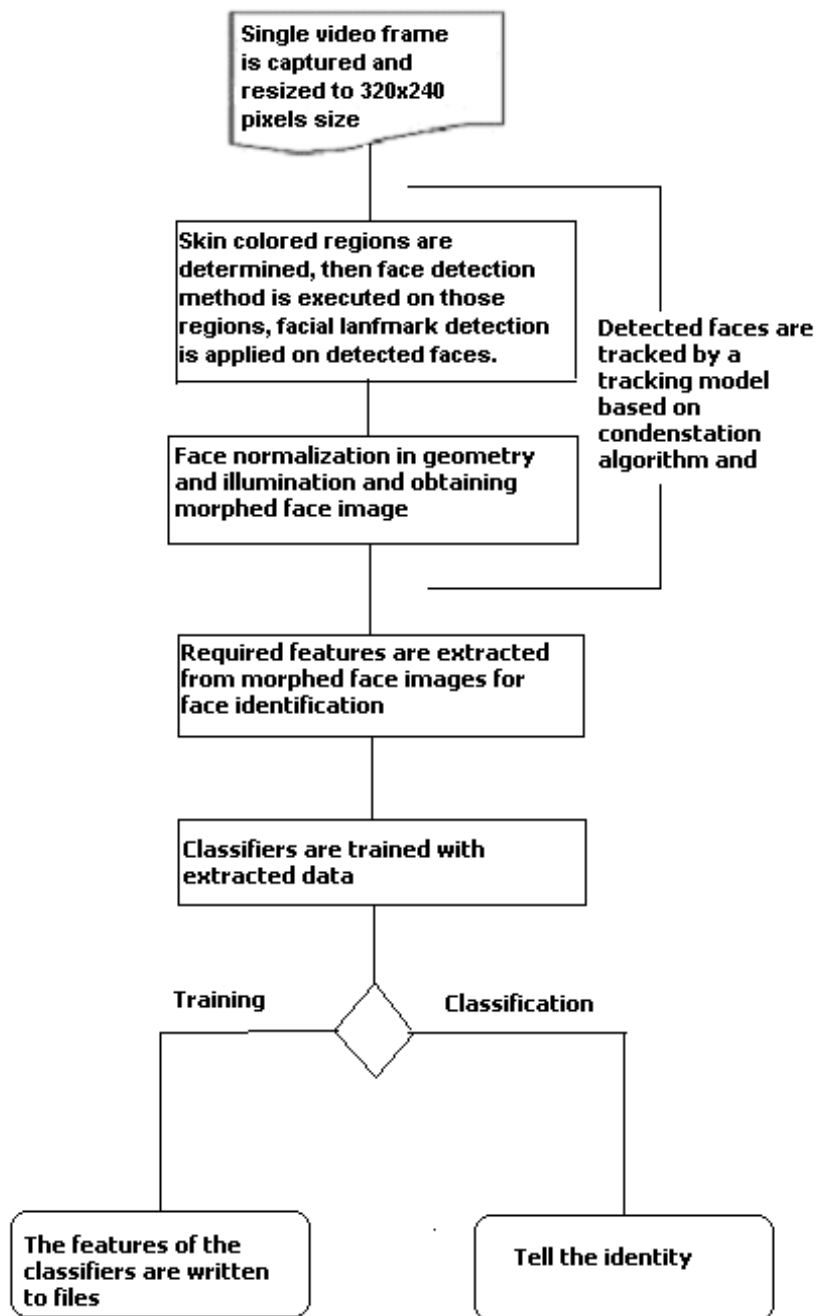 Single video frame
is captured and
resized to 320x240
pixels size
Skin colored regions are
determined, then face detection
method is executed on those
regions, facial lanfmark detection
is applied on detected faces.
Detected faces are
tracked by a
tracking model
based on
condenstation
algorithm and
Face normalization in geometry
and illumination and obtaining
morphed face image
Required features are extracted
from morphed face images for
face identification
Classifiers are trained with
extracted data
Training
Classification
The features of the
classifiers are written
to files
Tell the identity